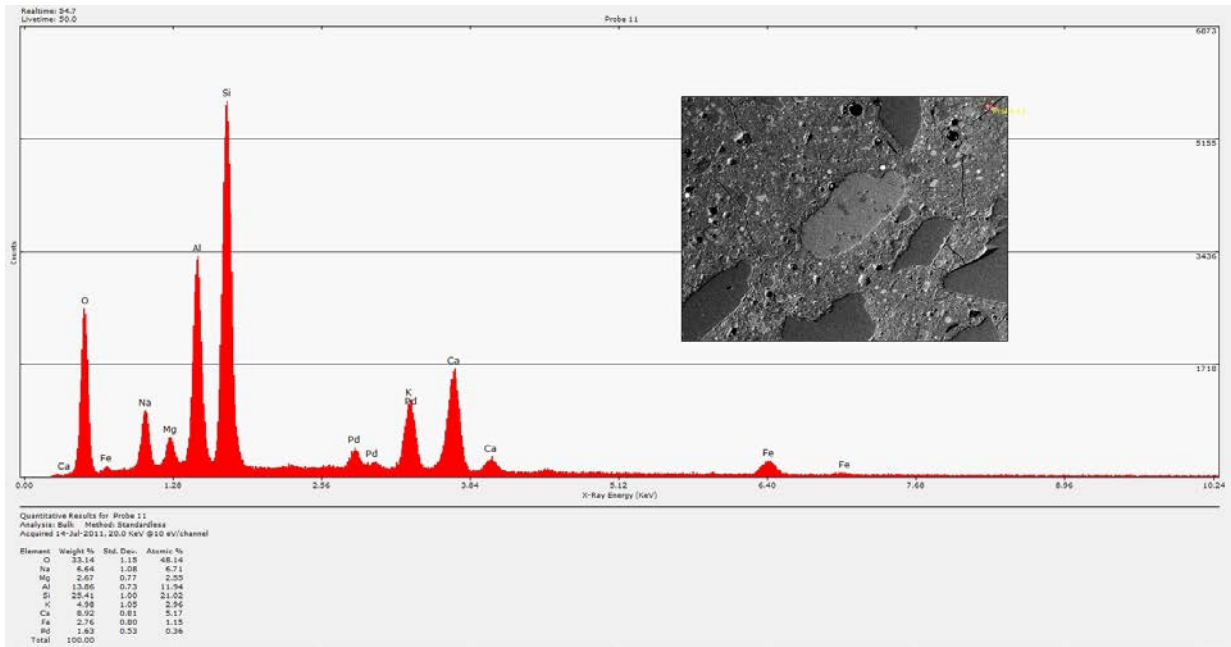 Realtime: 54.7
Livetime: 50.0
Probe 11
6873
5155
3436
1718
Counts
Si
Al
O
Na
Mg
Fe
Ca
K
Pd
Pd
Pd
Ca
Ca
Fe
Fe
0.00 1.28 2.56 3.84 5.12 6.40 7.68 8.96 10.24
X-Ray Energy (KeV)
Quantitative Results for Probe 11
Analysis: Bulk Method: Standardless
Acquired 14-Jul-2011, 20.0 KeV @10 eV/channel
Element Weight % Std. Dev. Atomic %
O 33.14 1.15 48.14
Na 6.64 1.08 6.71
Mg 2.67 0.77 2.55
Al 13.86 0.73 11.94
Si 25.41 1.00 21.02
K 4.98 1.05 2.96
Ca 8.92 0.81 5.17
Fe 2.76 0.80 1.15
Pd 1.63 0.53 0.36
Total 100.00